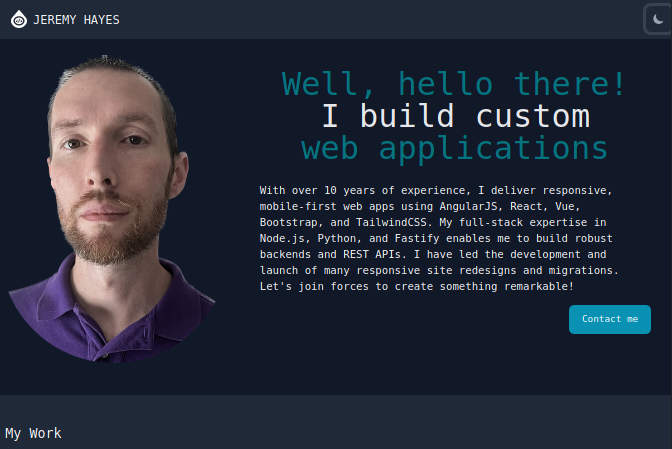 JEREMY HAYES
Well, hello there!
I build custom
web applications
With over 10 years of experience, I deliver responsive,
mobile-first web apps using AngularJS, React, Vue,
Bootstrap, and TailwindCSS. My full-stack expertise in
Node.js, Python, and Fastify enables me to build robust
backends and REST APIs. I have led the development and
launch of many responsive site redesigns and migrations.
Let's join forces to create something remarkable!
Contact me
My Work